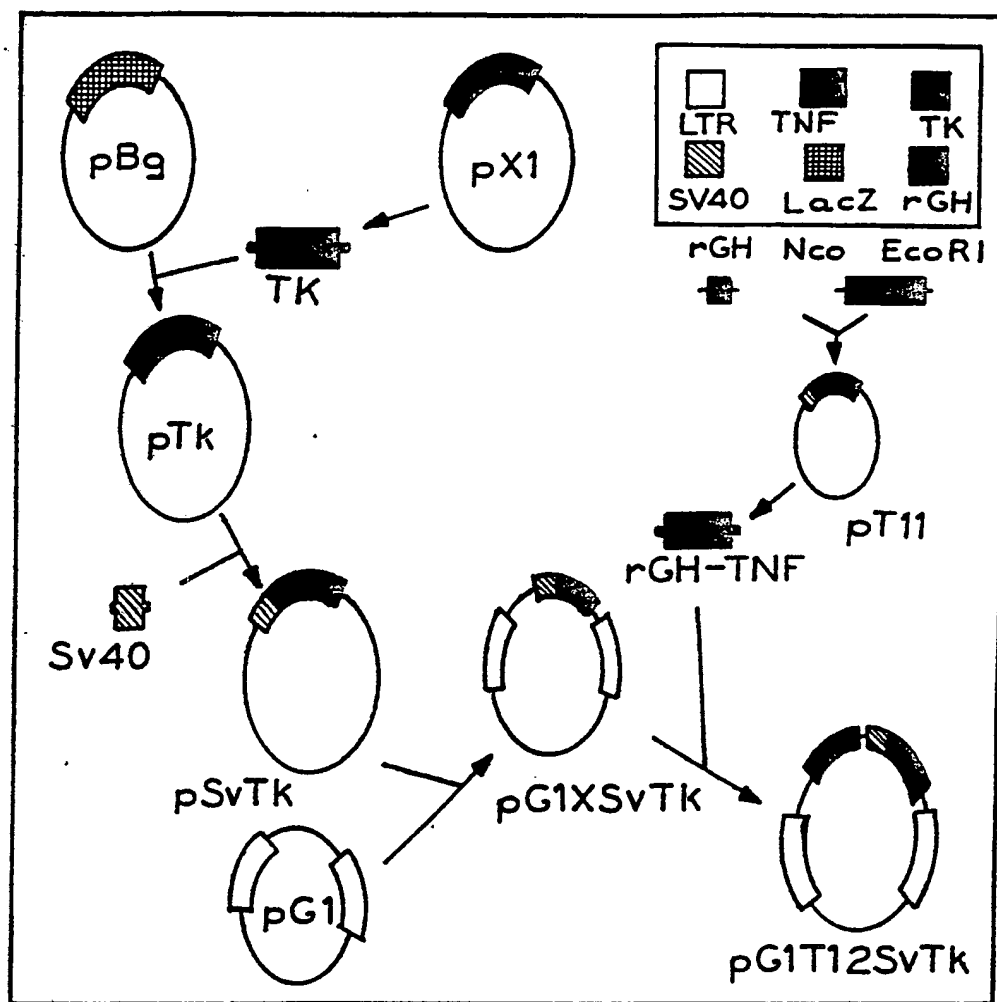 pBg
pX1
LTR TNF TK
SV40 LacZ rGH
rGH Nco EcoRI
TK
pTk
pT11
rGH-TNF
Sv40
pSvTk
pG1XSvTk
pG1
pG1T12SvTk